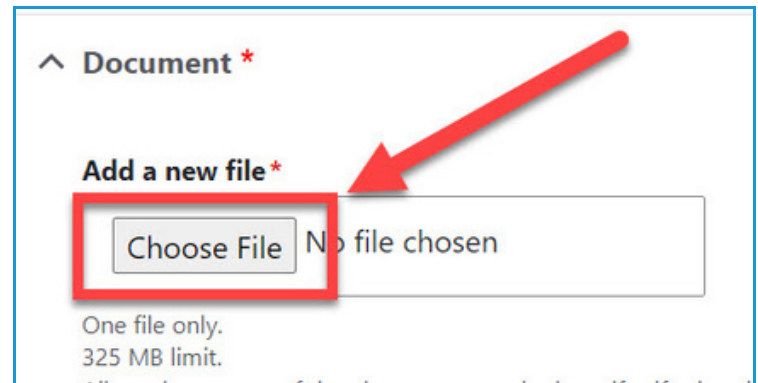 Document *
Add a new file*
Choose File No file chosen
One file only.
325 MB limit.